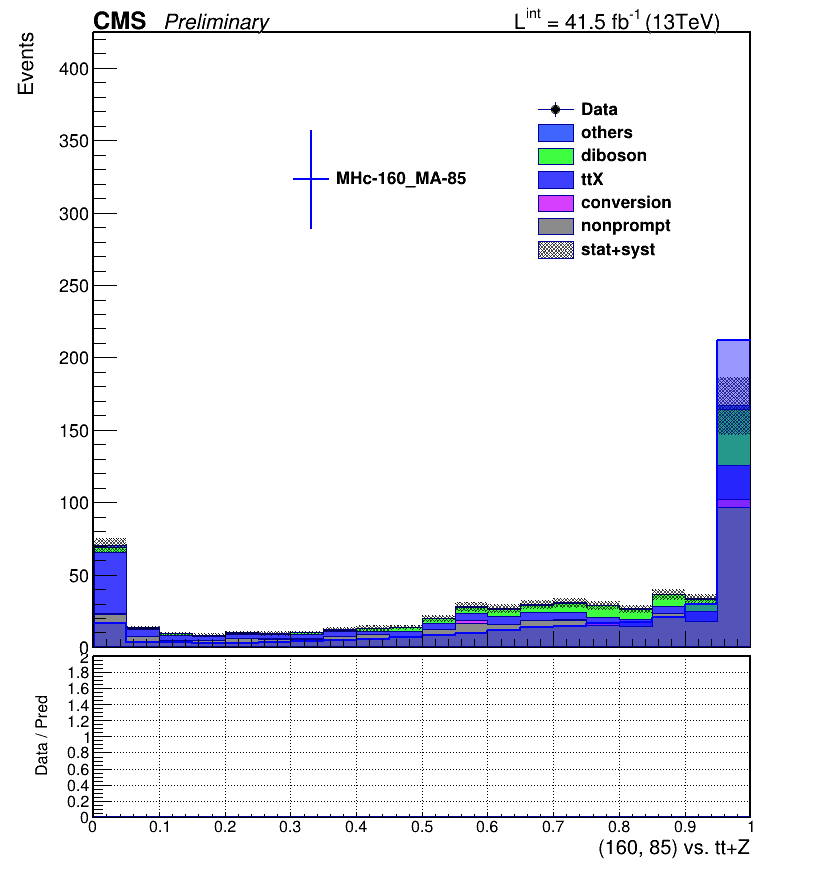 CMS Preliminary L^int = 41.5 fb^-1 (13TeV)
Events
400
350
300
250
200
150
100
50
0
Data
others
diboson
ttX
conversion
nonprompt
stat+syst
MHc-160_MA-85
Data / Pred
2
1.8
1.6
1.4
1.2
1
0.8
0.6
0.4
0.2
0
0 0.1 0.2 0.3 0.4 0.5 0.6 0.7 0.8 0.9 1
(160, 85) vs. tt+Z